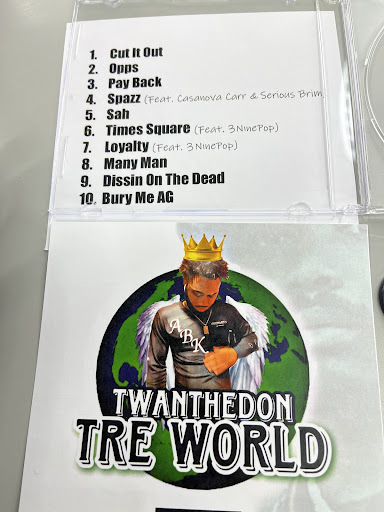 1. Cut It Out
2. Opps
3. Pay Back
4. Spazz (Feat. Casanova Carr & Serious Brim
5. Sah
6. Times Square (Feat. 3NinePop)
7. Loyalty (Feat. 3NinePop)
8. Many Man
9. Dissin On The Dead
10. Bury Me AG
ABK
TWANTHEDON
TRE WORLD